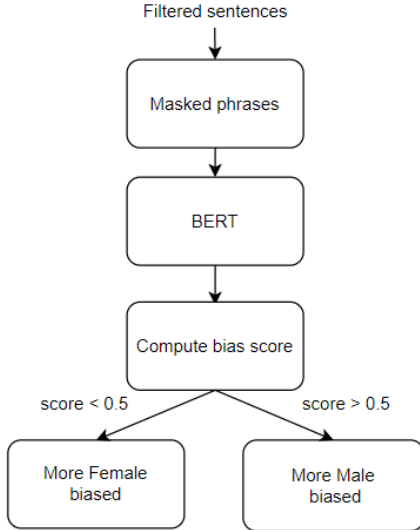 Filtered sentences
Masked phrases
BERT
Compute bias score
score < 0.5
score > 0.5
More Female
biased
More Male
biased